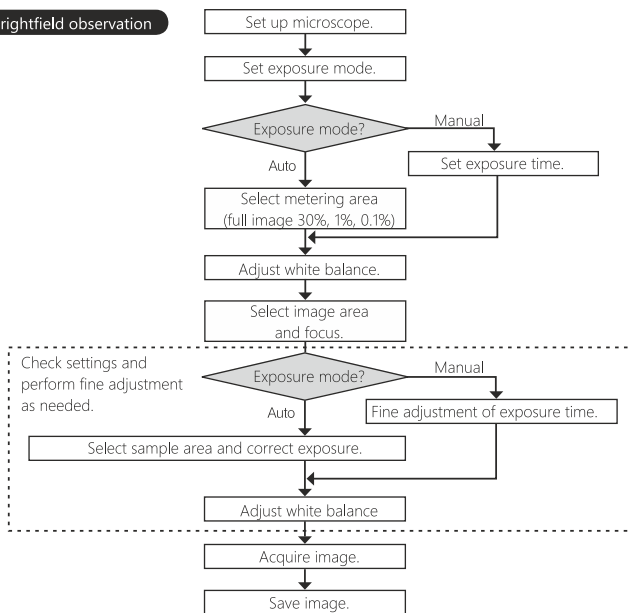 rightfield observation
Set up microscope.
Set exposure mode.
Exposure mode?
Manual
Auto
Set exposure time.
Select metering area
(full image 30%, 1%, 0.1%)
Adjust white balance.
Select image area
and focus.
Check settings and
perform fine adjustment
as needed.
Exposure mode?
Manual
Auto
Fine adjustment of exposure time.
Select sample area and correct exposure.
Adjust white balance
Acquire image.
Save image.